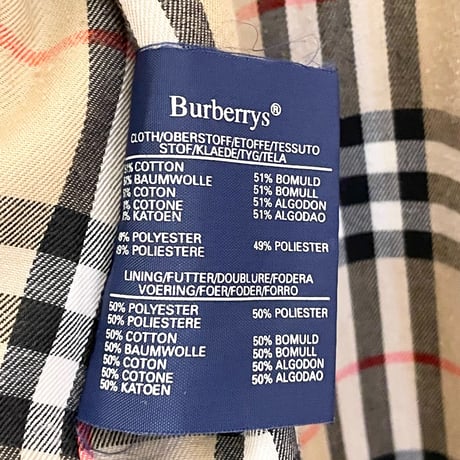 Burberrys®
CLOTH/OBERSTOFF/ETOFFE/TESSUTO
STOF/KLAEDE/TYG/TELA
COTTON
BAUMWOLLE 51% BOMULD
COTON 51% BOMULL
COTONE 51% ALGODON
KATOEN 51% ALGODAO
POLYESTER 49% POLIESTER
POLIESTERE
LINING/FUTTER/DOUBLURE/FODERA
VOERING/FOER/FODER/FORRO
50% POLYESTER 50% POLIESTER
50% POLIESTERE
50% COTTON 50% BOMULD
50% BAUMWOLLE 50% BOMULL
50% COTON 50% ALGODON
50% COTONE 50% ALGODAO
50% KATOEN